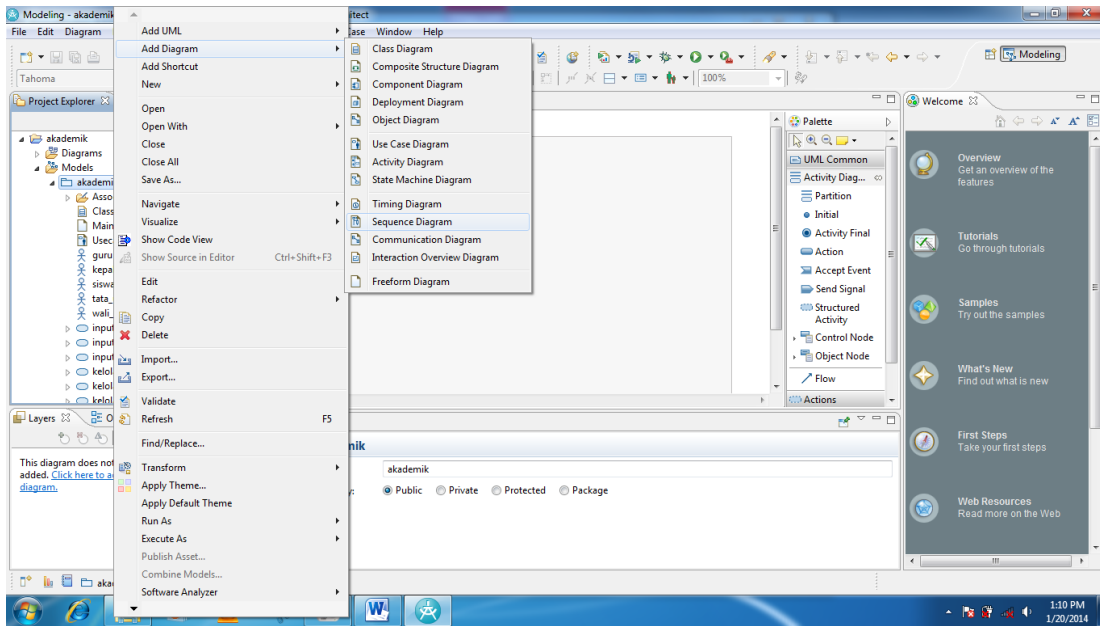 Modeling - akademik
itect
File Edit Diagram
Window Help
Tahoma
100%
Modeling
Project Explorer
akademik
Diagrams
Models
akademi
Asso
Class
Main
Usec
guru
kepa
siswa
tata_
wali_
input
input
input
kelol
kelol
kelol
Add UML
Add Diagram
Add Shortcut
New
Open
Open With
Close
Close All
Save As...
Navigate
Visualize
Show Code View
Show Source in Editor Ctrl+Shift+F3
Edit
Refactor
Copy
Delete
Import...
Export...
Validate
Refresh F5
Find/Replace...
Transform
Apply Theme...
Apply Default Theme
Run As
Execute As
Publish Asset...
Combine Models...
Software Analyzer
Class Diagram
Composite Structure Diagram
Component Diagram
Deployment Diagram
Object Diagram
Use Case Diagram
Activity Diagram
State Machine Diagram
Timing Diagram
Sequence Diagram
Communication Diagram
Interaction Overview Diagram
Freeform Diagram
Palette
UML Common
Activity Diag...
Partition
Initial
Activity Final
Action
Accept Event
Send Signal
Structured
Activity
Control Node
Object Node
Flow
Actions
Welcome
Overview
Get an overview of the
features
Tutorials
Go through tutorials
Samples
Try out the samples
What's New
Find out what is new
First Steps
Take your first steps
Web Resources
Read more on the Web
Layers
This diagram does not
added. Click here to a
diagram.
nik
akademik
Public Private Protected Package
aka
1:10 PM
1/20/2014